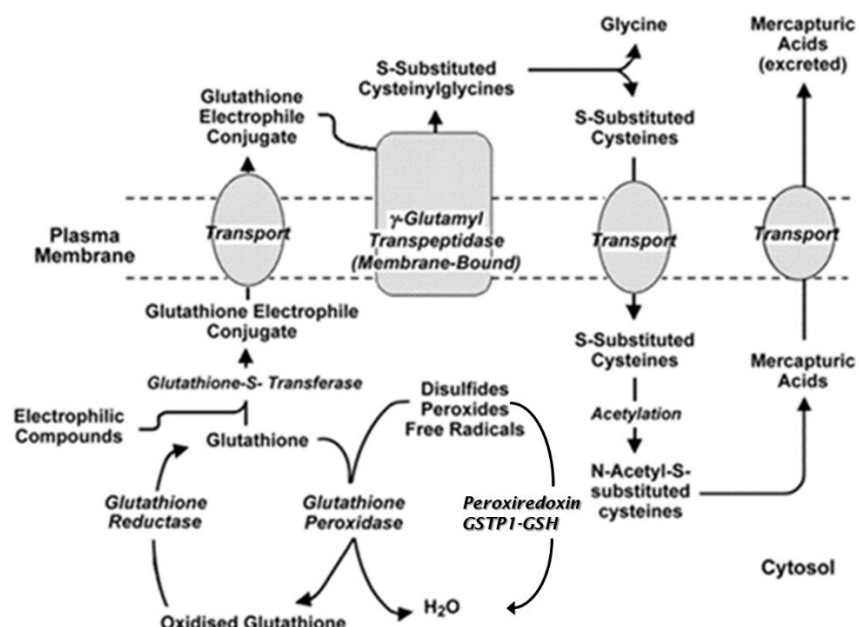 Glycine
Mercapturic
Acids
(excreted)
S-Substituted
Cysteinylglycines
Glutathione
Electrophile
Conjugate
S-Substituted
Cysteines
Plasma
Membrane
Transport
γ-Glutamyl
Transpeptidase
(Membrane-Bound)
Transport
Transport
Glutathione Electrophile
Conjugate
S-Substituted
Cysteines
Mercapturic
Acids
Glutathione-S- Transferase
Electrophilic
Compounds
Glutathione
Disulfides
Peroxides
Free Radicals
Acetylation
N-Acetyl-S-
substituted
cysteines
Glutathione
Reductase
Glutathione
Peroxidase
Peroxiredoxin
GSTP1-GSH
Cytosol
H₂O
Oxidised Glutathione